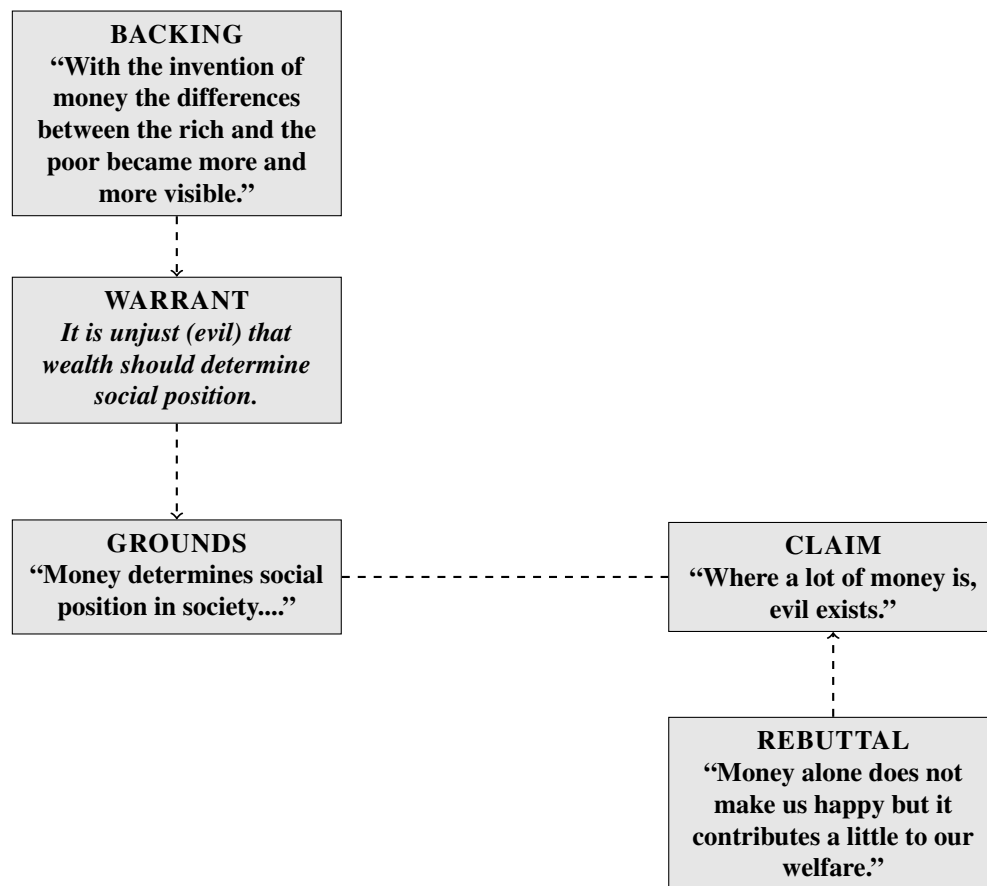 BACKING
“With the invention of
money the differences
between the rich and the
poor became more and
more visible.”
WARRANT
It is unjust (evil) that
wealth should determine
social position.
GROUNDS
“Money determines social
position in society....”
CLAIM
“Where a lot of money is,
evil exists.”
REBUTTAL
“Money alone does not
make us happy but it
contributes a little to our
welfare.”